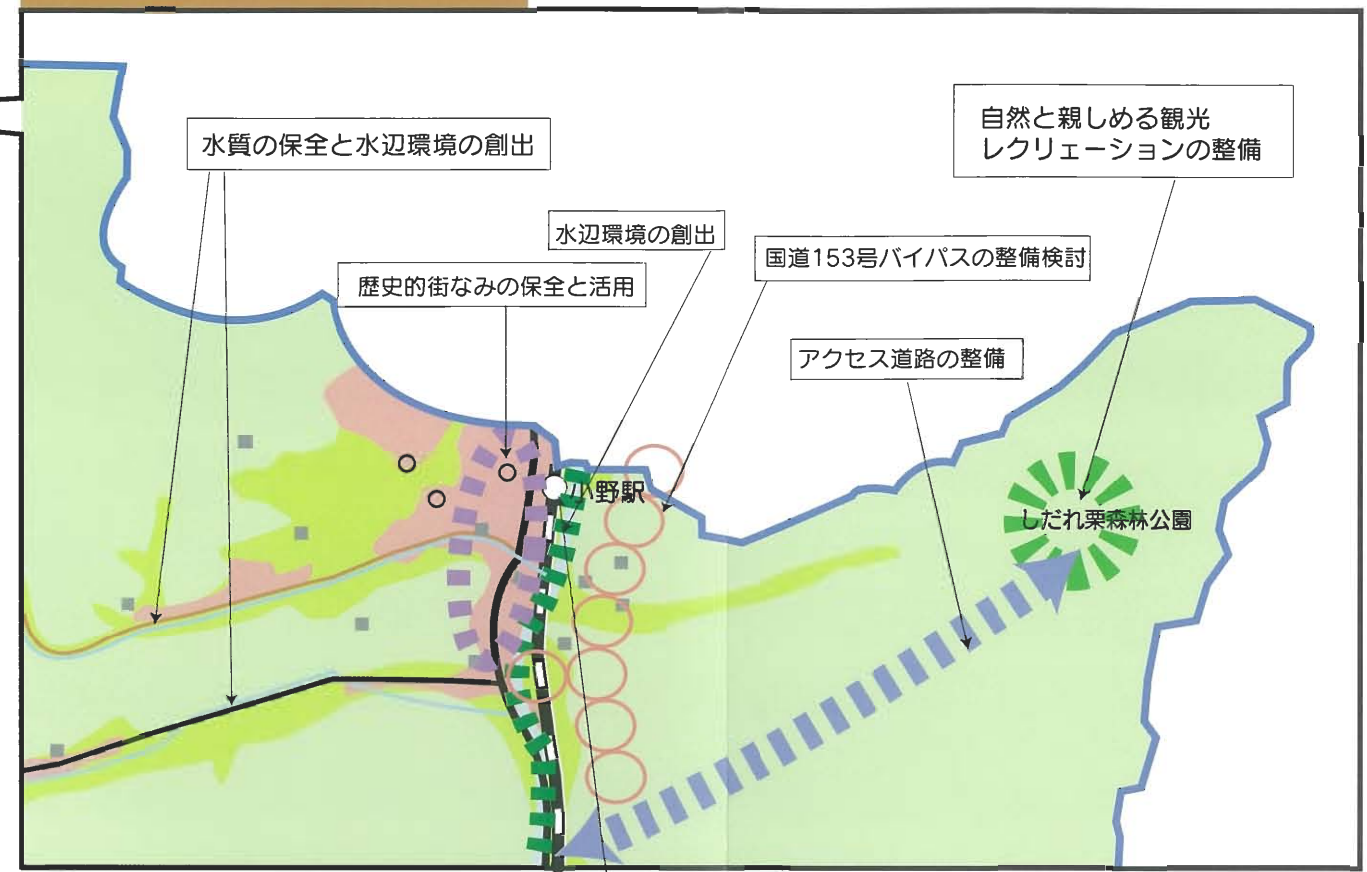 自然と親しめる観光
レクリェーションの整備
水質の保全と水辺環境の創出
水辺環境の創出
国道153号バイパスの整備検討
歴史的街なみの保全と活用
アクセス道路の整備
小野駅
しだれ栗森林公園